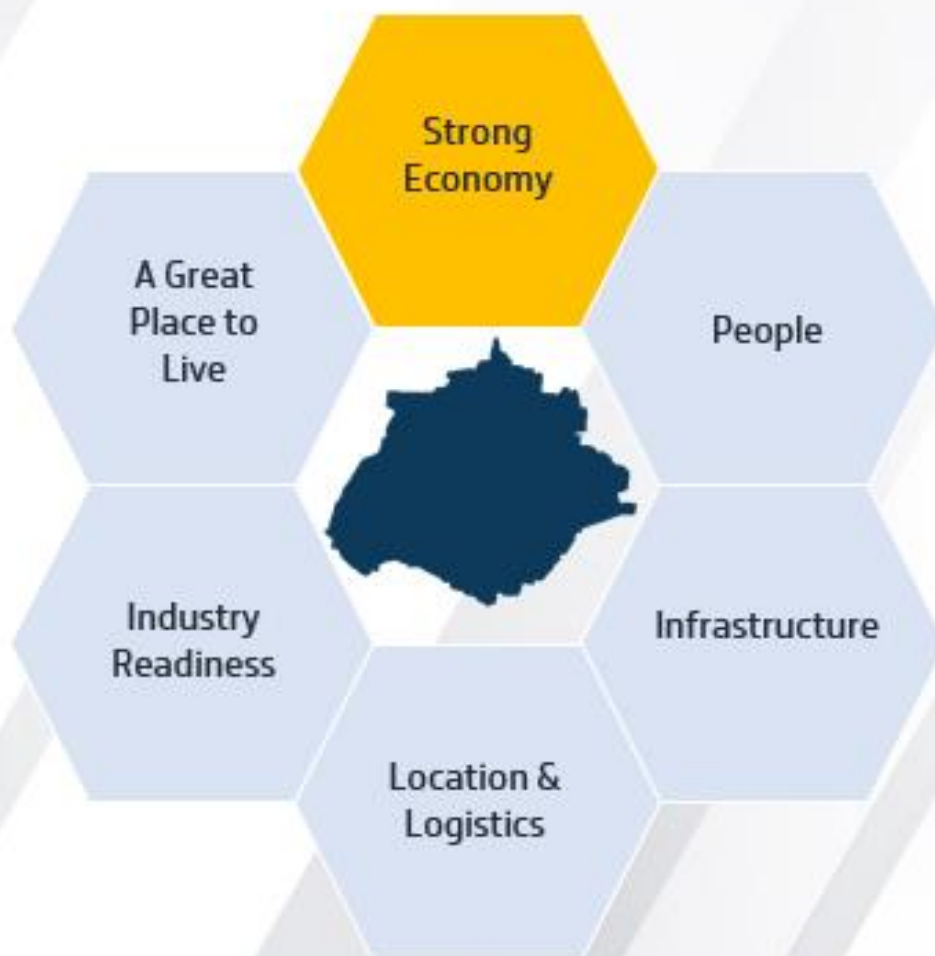 Strong
Economy
A Great
Place to
Live
People
Industry
Readiness
Infrastructure
Location &
Logistics